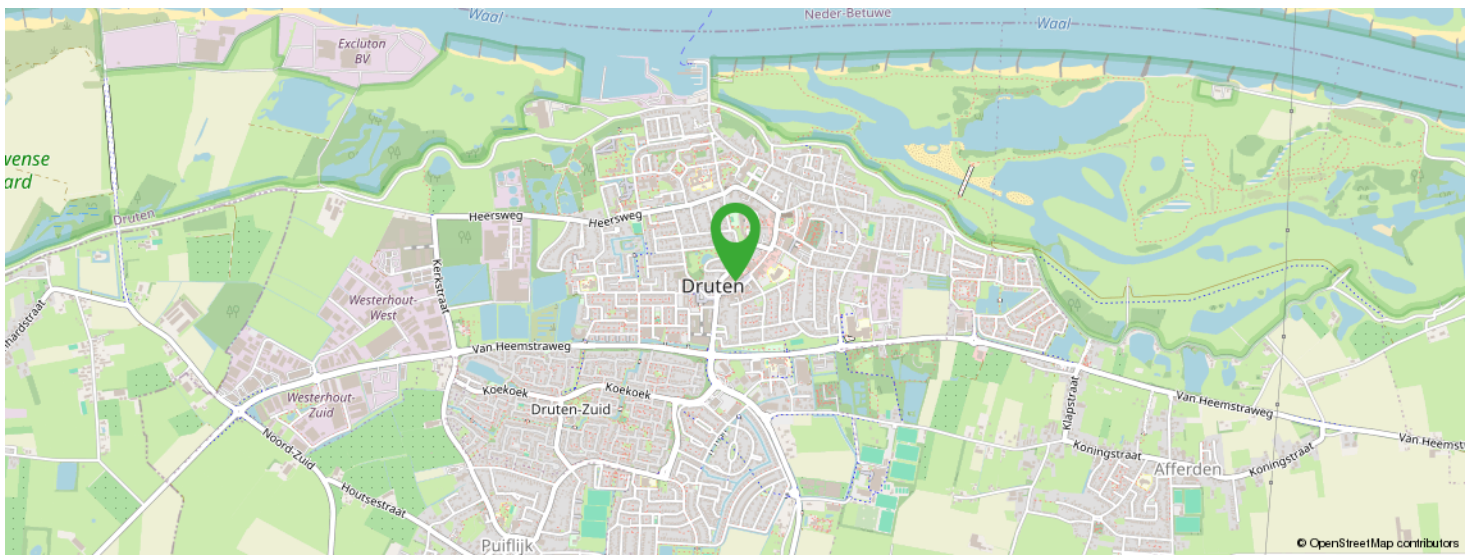 Waal
Neder-Betuwe
Waal
Excluton
BV
vense
ard
Druten
Heersweg
Heersweg
Kerkstraat
Druten
Westerhout-
West
Van Heemstraweg
Koekoek
Koekoek
Westerhout-
Zuid
Druten-Zuid
Klapstraat
Van Heemstraweg
Noord-Zuid
Koningstraat
Van Heemst
Afferden
Koningstraat
Houtsestraat
Puiflijk
© OpenStreetMap contributors